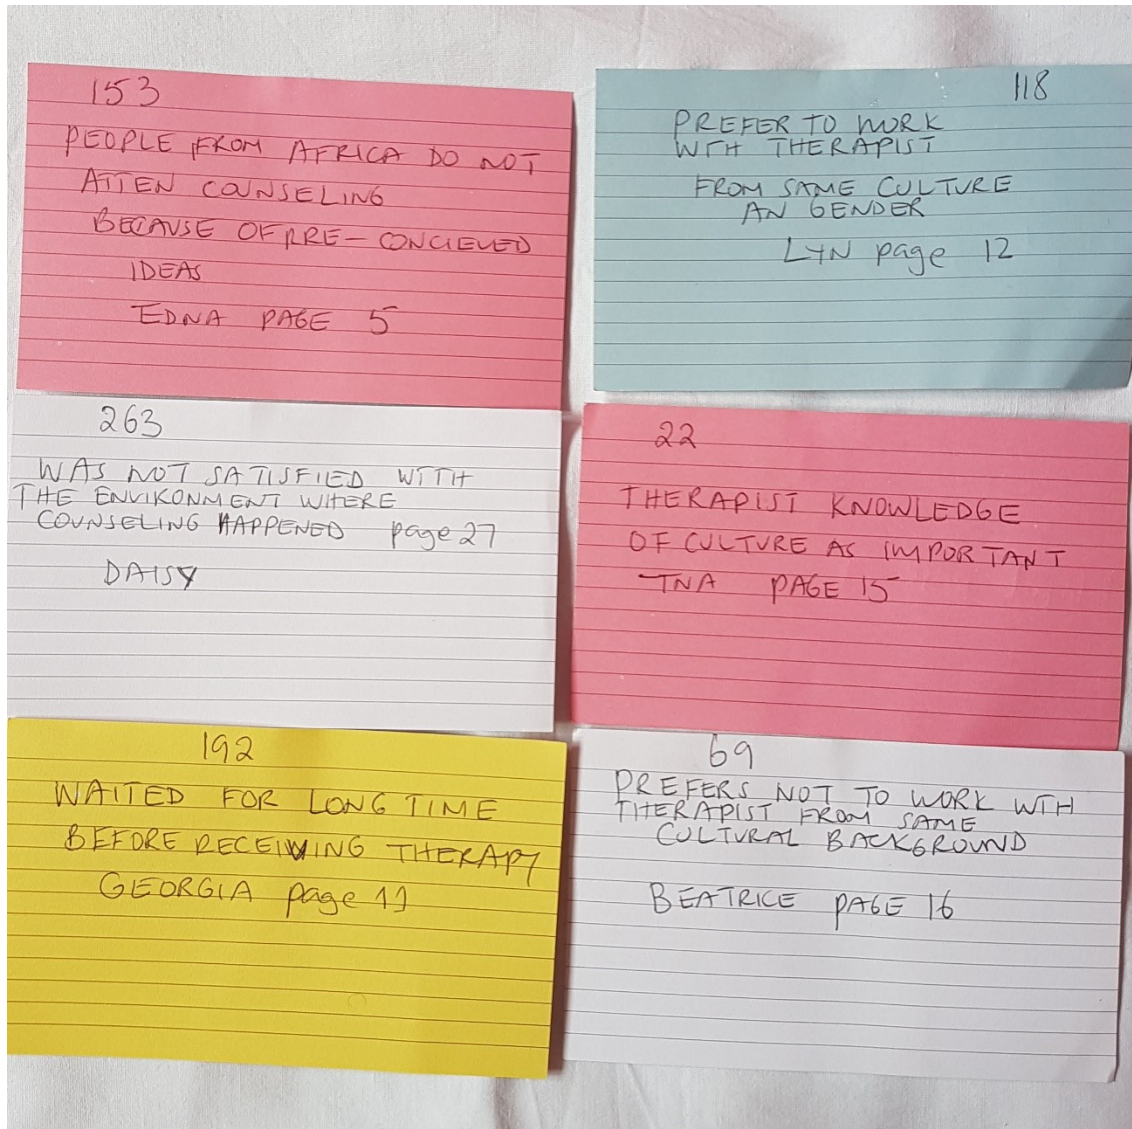 153
PEOPLE FROM AFRICA DO NOT
ATTEN COUNSELING
BECAUSE OF PRE-CONCIEVED
IDEAS
EDNA PAGE 5
118
PREFER TO WORK
WTH THERAPIST
FROM SAME CULTURE
AN GENDER
LYN page 12
263
WAS NOT SATISFIED WITH
THE ENVIRONMENT WHERE
COUNSELING HAPPENED page 27
DAISY
22
THERAPIST KNOWLEDGE
OF CULTURE AS IMPORTANT
TNA PAGE 15
192
WAITED FOR LONG TIME
BEFORE RECEIVING THERAPY
GEORGIA page 11
69
PREFERS NOT TO WORK WTH
THERAPIST FROM SAME
CULTURAL BACKGROUND
BEATRICE PAGE 16